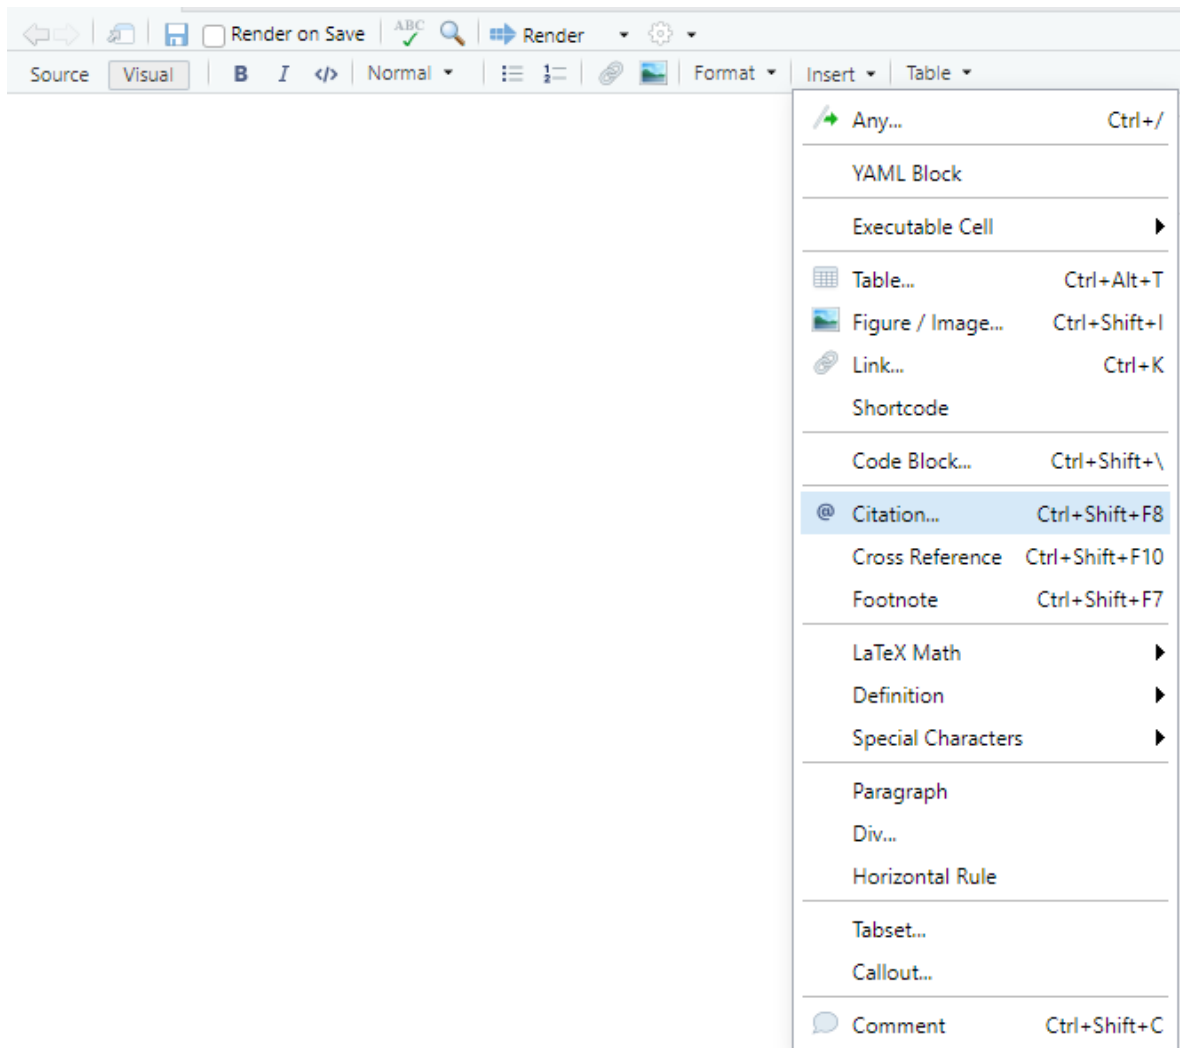 Render on Save ABC Render
Source Visual B I </> Normal Format Insert Table
Any... Ctrl+/
YAML Block
Executable Cell
Table... Ctrl+Alt+T
Figure / Image... Ctrl+Shift+I
Link... Ctrl+K
Shortcode
Code Block... Ctrl+Shift+\
@ Citation... Ctrl+Shift+F8
Cross Reference Ctrl+Shift+F10
Footnote Ctrl+Shift+F7
LaTeX Math
Definition
Special Characters
Paragraph
Div...
Horizontal Rule
Tabset...
Callout...
Comment Ctrl+Shift+C